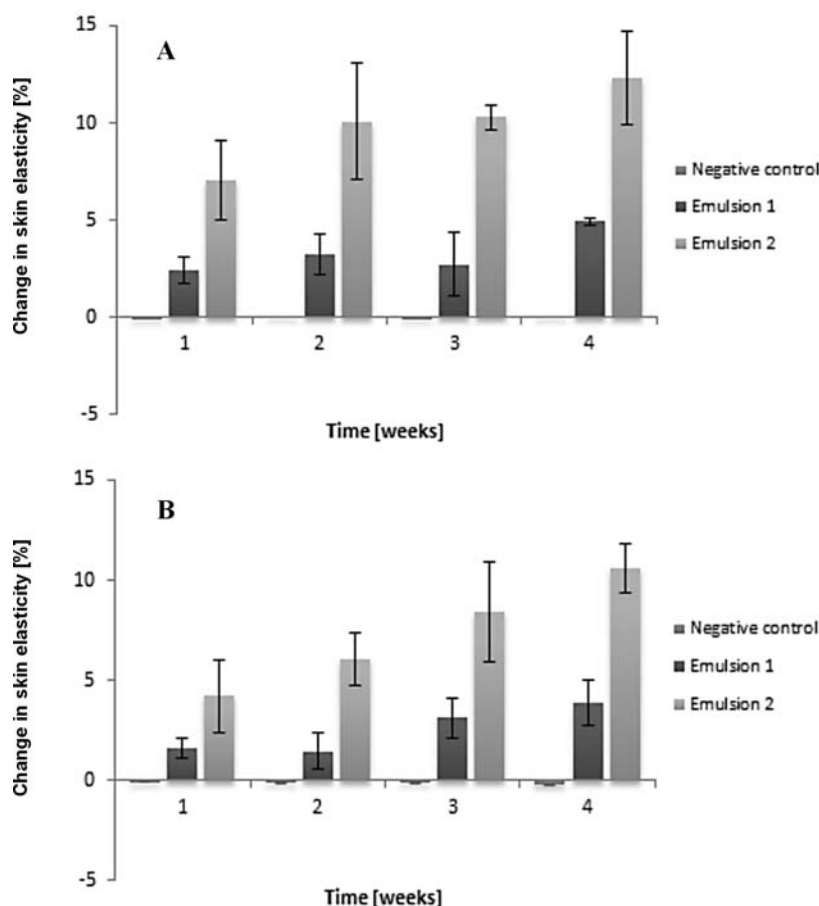 A
Change in skin elasticity [%]
15
10
5
0
-5
1 2 3 4
Time [weeks]
Negative control
Emulsion 1
Emulsion 2
B
Change in skin elasticity [%]
15
10
5
0
-5
1 2 3 4
Time [weeks]
Negative control
Emulsion 1
Emulsion 2